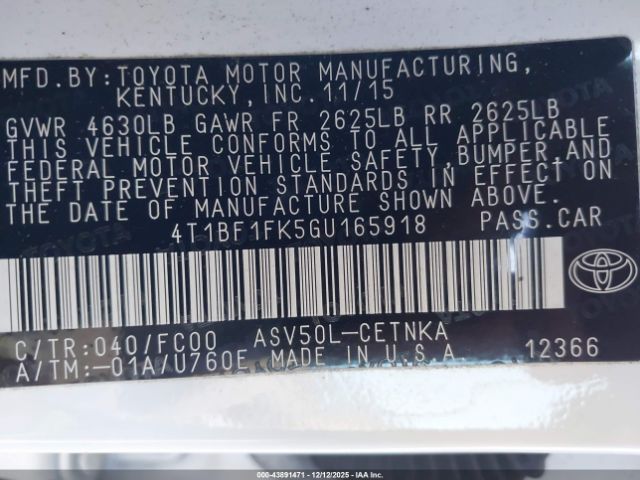 MFD. BY: TOYOTA MOTOR MANUFACTURING,
KENTUCKY, INC. 11/15
GVWR 4630LB GAWR FR 2625LB RR 2625LB
THIS VEHICLE CONFORMS TO ALL APPLICABLE
FEDERAL MOTOR VEHICLE SAFETY, BUMPER, AND
THEFT PREVENTION STANDARDS IN EFFECT ON
THE DATE OF MANUFACTURE SHOWN ABOVE.
4T1BF1FK5GU165918 PASS.CAR
C/TR: 040/FC00 ASV50L-CETNKA
A/TM: -01A/U760E MADE IN U.S.A. 12366
© IAAI - 43891471 - 12/12/2025 - IAAI.COM